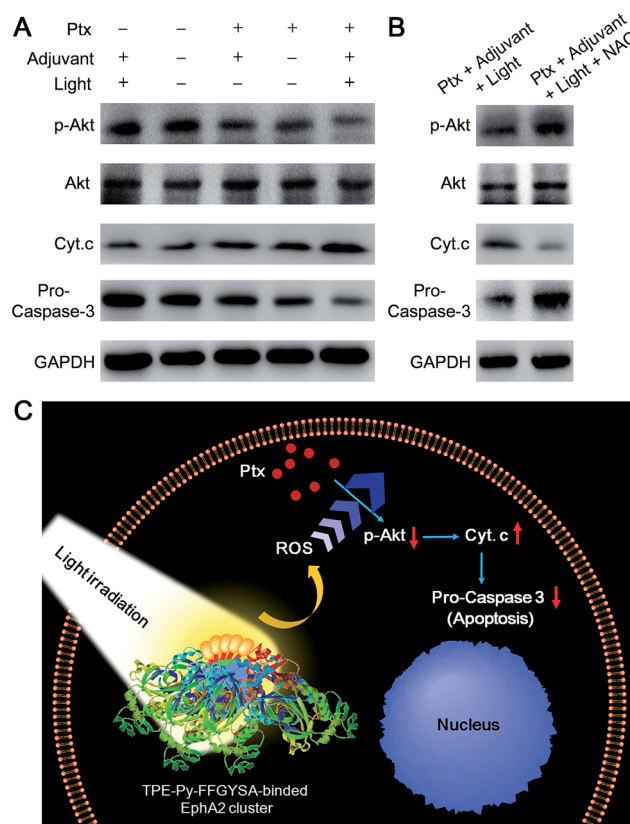 A
Ptx – – + + +
Adjuvant + – + – +
Light + – – – +
p-Akt
Akt
Cyt.c
Pro-
Caspase-3
GAPDH
B
Ptx + Adjuvant
+ Light
Ptx + Adjuvant
+ Light + NAC
p-Akt
Akt
Cyt.c
Pro-
Caspase-3
GAPDH
C
Ptx
ROS
p-Akt
Cyt. c
Pro-Caspase 3
(Apoptosis)
Light irradiation
Nucleus
TPE-Py-FFGYSA-binded
EphA2 cluster